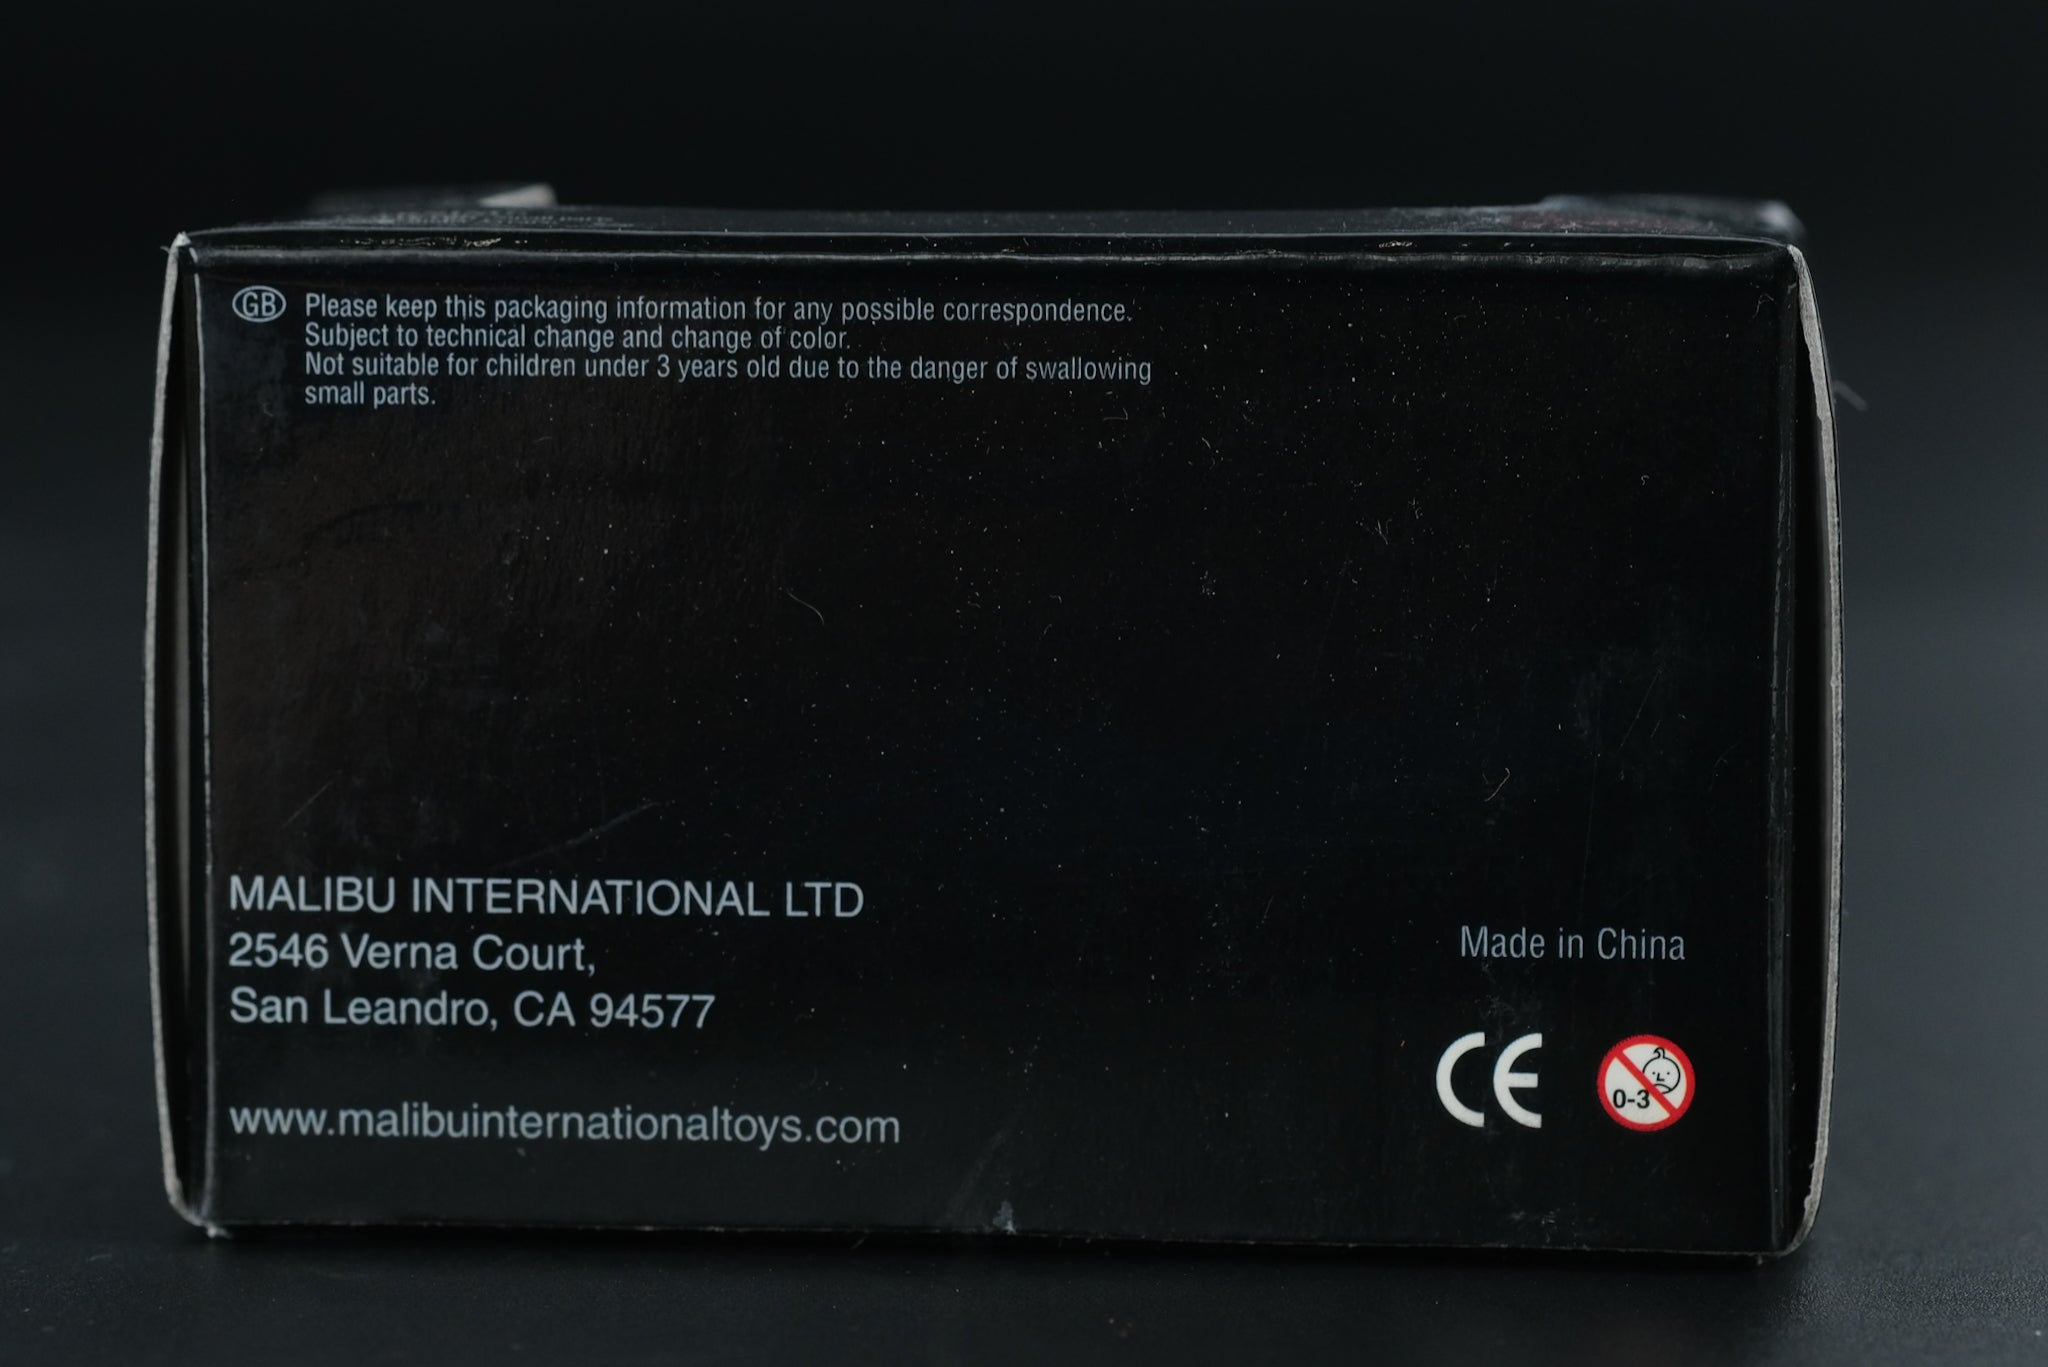 GB Please keep this packaging information for any possible correspondence.
Subject to technical change and change of color.
Not suitable for children under 3 years old due to the danger of swallowing
small parts.
MALIBU INTERNATIONAL LTD
2546 Verna Court,
San Leandro, CA 94577
www.malibuinternationaltoys.com
Made in China
CE
0-3